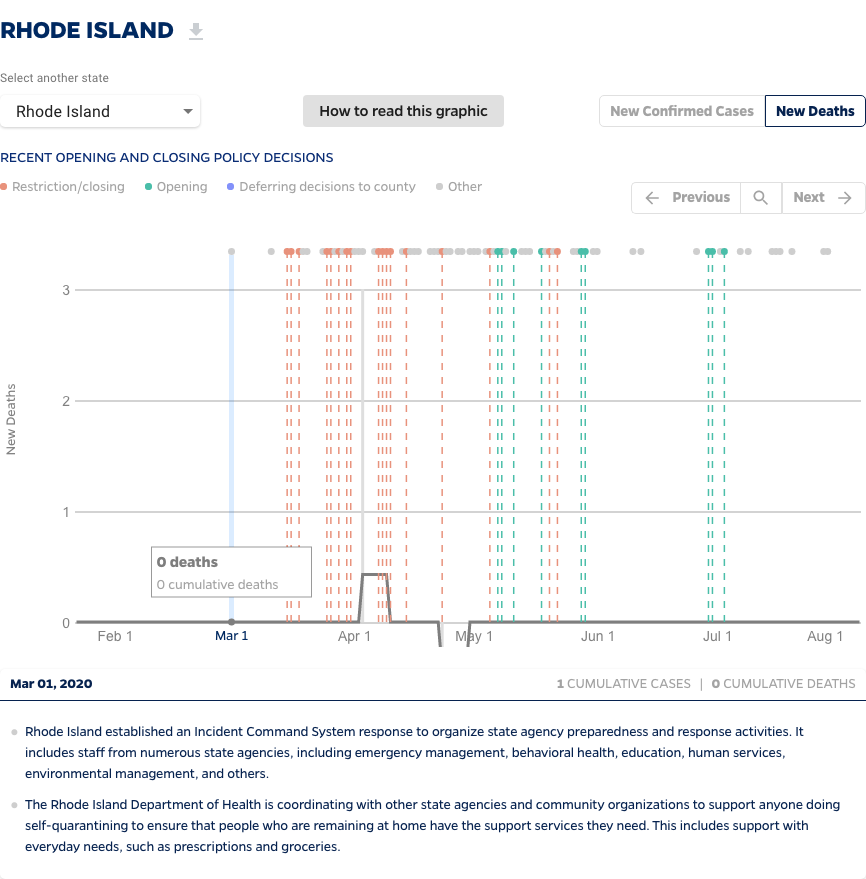 RHODE ISLAND
Select another state
Rhode Island
How to read this graphic
New Confirmed Cases
New Deaths
RECENT OPENING AND CLOSING POLICY DECISIONS
Restriction/closing
Opening
Deferring decisions to county
Other
Previous
Next
3
2
1
0
New Deaths
0 deaths
0 cumulative deaths
Feb 1
Mar 1
Apr 1
May 1
Jun 1
Jul 1
Aug 1
Mar 01, 2020
1 CUMULATIVE CASES | 0 CUMULATIVE DEATHS
Rhode Island established an Incident Command System response to organize state agency preparedness and response activities. It
includes staff from numerous state agencies, including emergency management, behavioral health, education, human services,
environmental management, and others.
The Rhode Island Department of Health is coordinating with other state agencies and community organizations to support anyone doing
self-quarantining to ensure that people who are remaining at home have the support services they need. This includes support with
everyday needs, such as prescriptions and groceries.